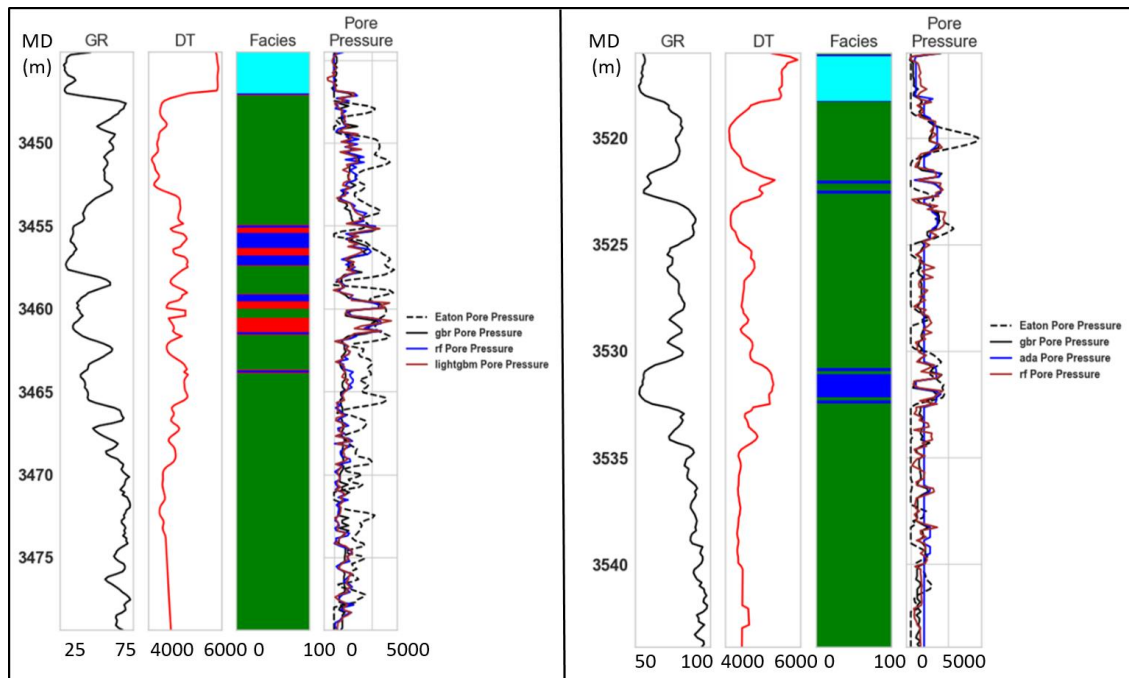 MD
(m)
GR
DT
Facies
Pore
Pressure
3450
3455
3460
3465
3470
3475
Eaton Pore Pressure
gbr Pore Pressure
rf Pore Pressure
lightgbm Pore Pressure
25
75
4000
6000
0
100
0
5000
MD
(m)
GR
DT
Facies
Pore
Pressure
3520
3525
3530
3535
3540
Eaton Pore Pressure
gbr Pore Pressure
ada Pore Pressure
rf Pore Pressure
50
100
4000
6000
0
100
0
5000